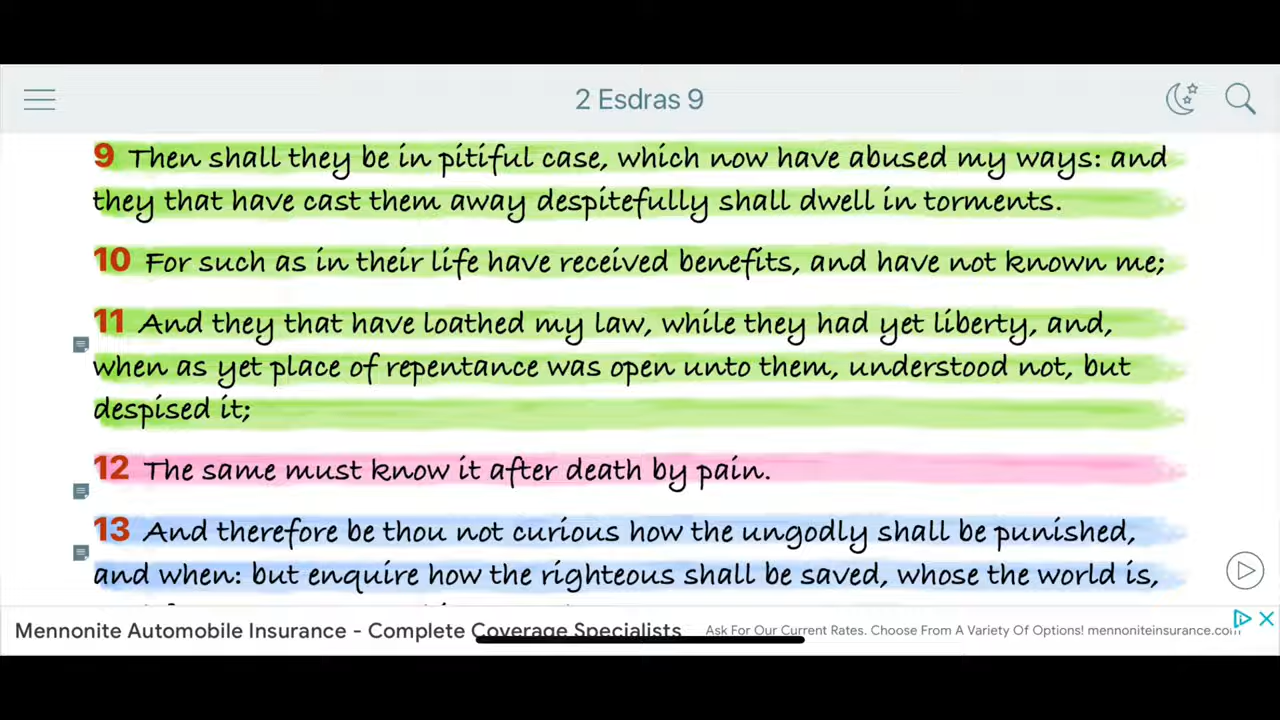 2 Esdras 9
9 Then shall they be in pitiful case, which now have abused my ways: and
they that have cast them away despitefully shall dwell in torments.
10 For such as in their life have received benefits, and have not known me;
11 And they that have loathed my law, while they had yet liberty, and,
when as yet place of repentance was open unto them, understood not, but
despised it;
12 The same must know it after death by pain.
13 And therefore be thou not curious how the ungodly shall be punished,
and when: but enquire how the righteous shall be saved, whose the world is,
Mennonite Automobile Insurance - Complete Coverage Specialists
Ask For Our Current Rates. Choose From A Variety Of Options! mennoniteinsurance.com